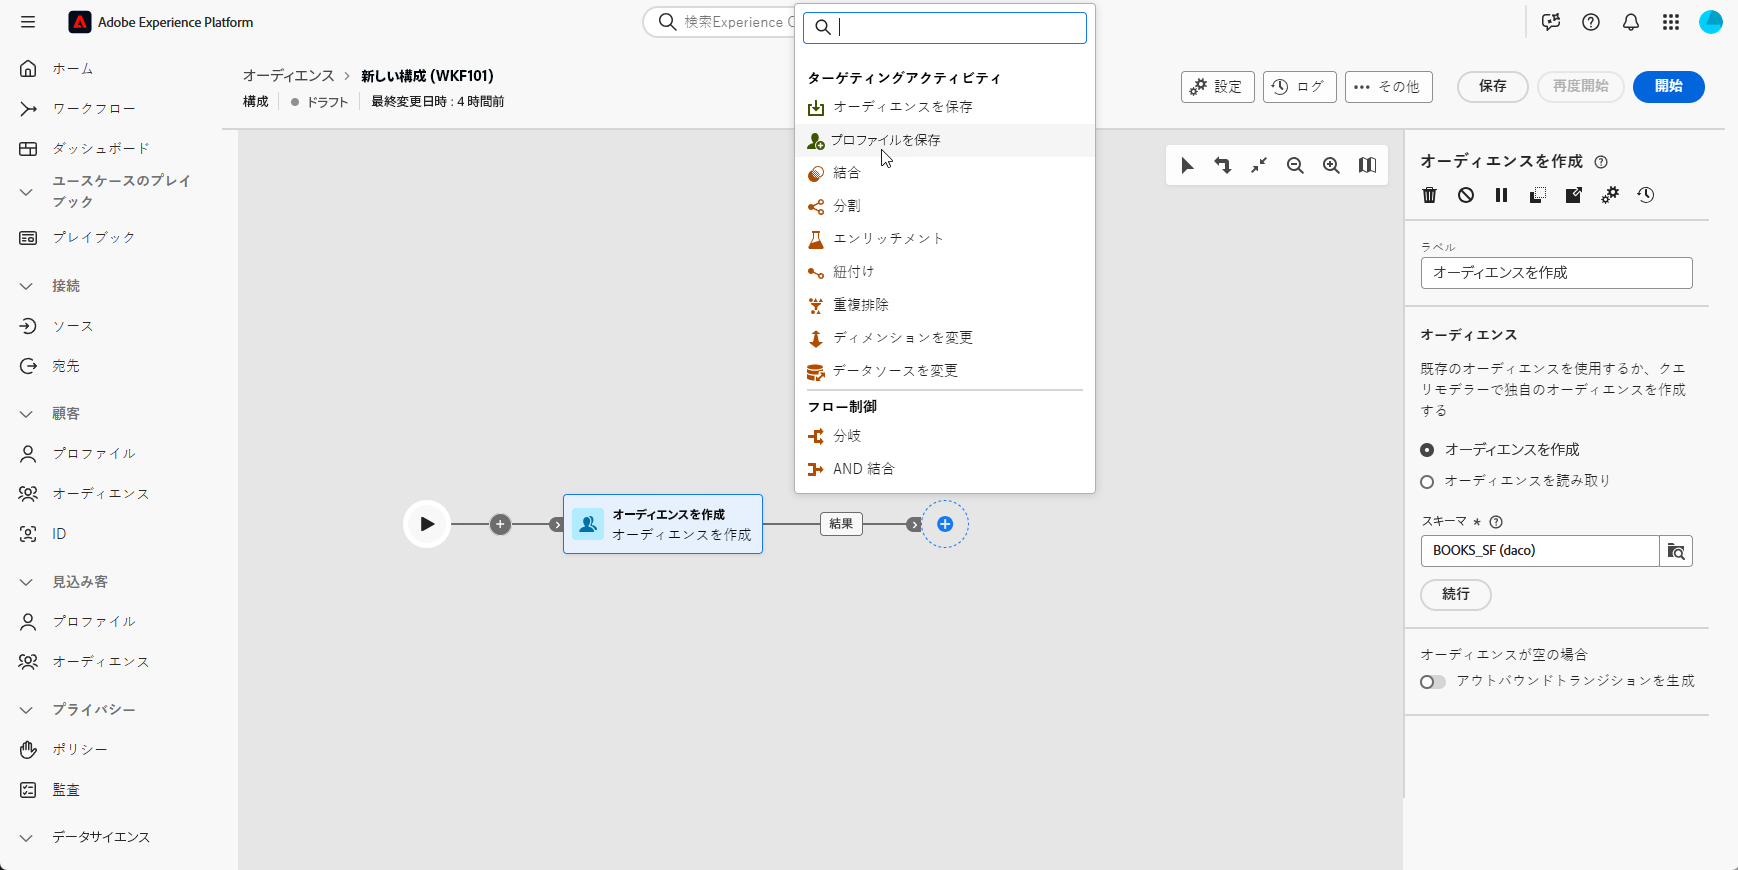 Adobe Experience Platform
検索Experience C
ホーム
ワークフロー
ダッシュボード
ユースケースのプレイ
ブック
プレイブック
接続
ソース
宛先
顧客
プロファイル
オーディエンス
ID
見込み客
プロファイル
オーディエンス
プライバシー
ポリシー
監査
データサイエンス
オーディエンス > 新しい構成 (WKF101)
構成 ドラフト 最終変更日時 : 4 時間前
設定 ログ その他 保存 再度開始 開始
ターゲティングアクティビティ
オーディエンスを保存
プロファイルを保存
結合
分割
エンリッチメント
紐付け
重複排除
ディメンションを変更
データソースを変更
フロー制御
分岐
AND 結合
オーディエンスを作成
オーディエンスを作成
結果
オーディエンスを作成
ラベル
オーディエンスを作成
オーディエンス
既存のオーディエンスを使用するか、クエ
リモデラーで独自のオーディエンスを作成
する
オーディエンスを作成
オーディエンスを読み取り
スキーマ *
BOOKS_SF (daco)
続行
オーディエンスが空の場合
アウトバウンドトランジションを生成